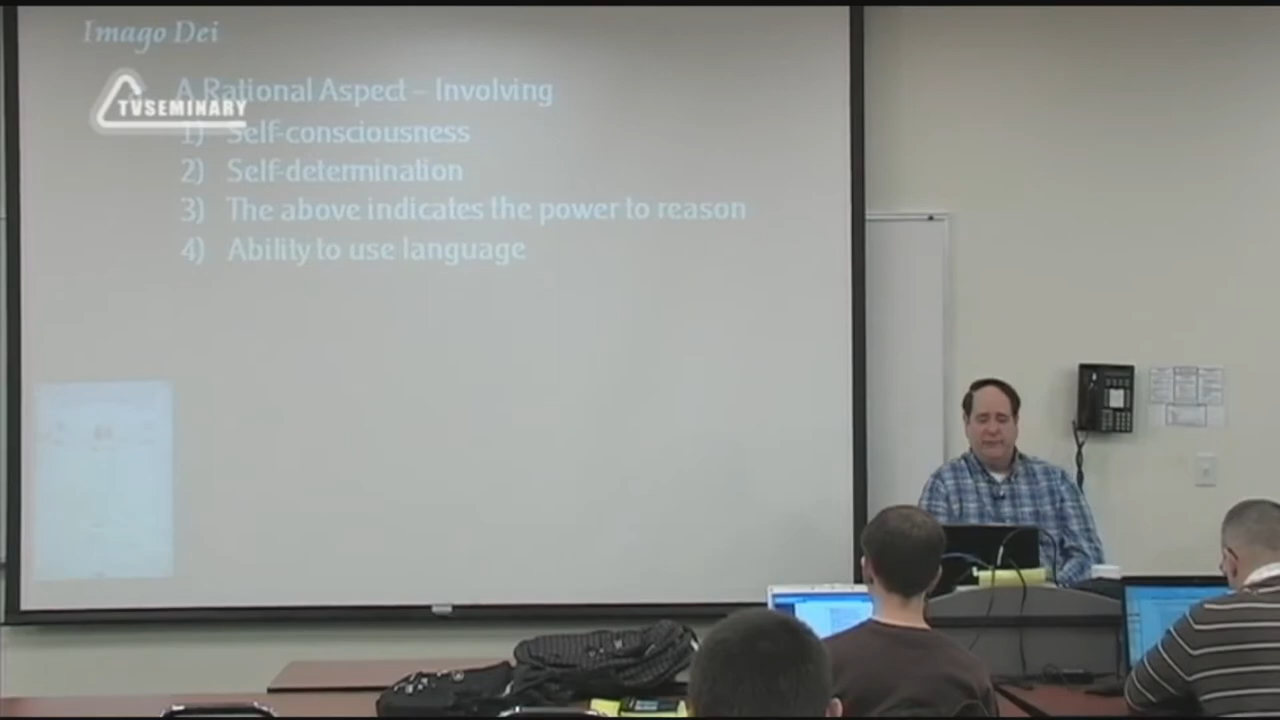 Imago Dei
A Rational Aspect – Involving
TVSEMINARY
1) Self-consciousness
2) Self-determination
3) The above indicates the power to reason
4) Ability to use language